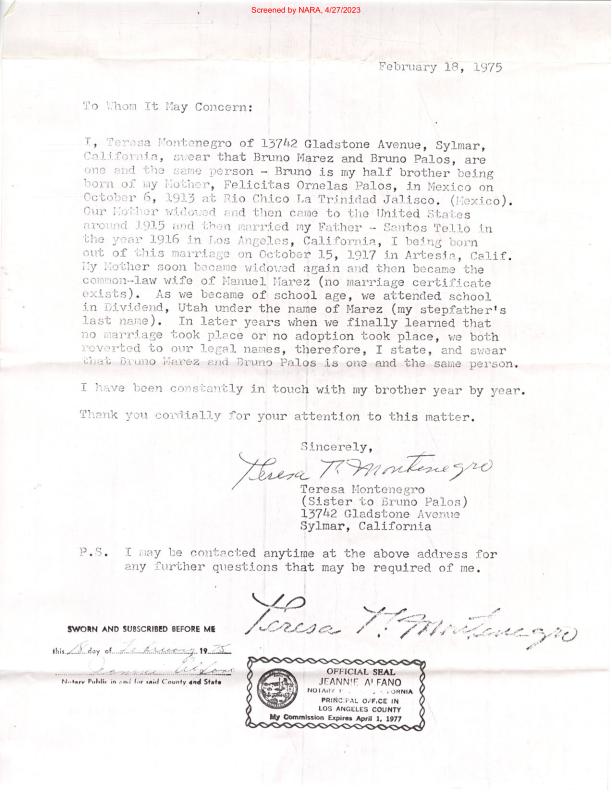 Screened by NARA, 4/27/2023
February 18, 1975
To Whom It May Concern:
I, Teresa Montenegro of 13742 Gladstone Avenue, Sylmar,
California, swear that Bruno Marez and Bruno Palos, are
one and the same person - Bruno is my half brother being
born of my Mother, Felicitas Ornelas Palos, in Mexico on
October 6, 1913 at Rio Chico La Trinidad Jalisco. (Mexico).
Our Mother widowed and then came to the United States
around 1915 and then married my Father - Santos Tello in
the year 1916 in Los Angeles, California, I being born
out of this marriage on October 15, 1917 in Artesia, Calif.
My Mother soon became widowed again and then became the
common-law wife of Manuel Marez (no marriage certificate
exists). As we became of school age, we attended school
in Dividend, Utah under the name of Marez (my stepfather's
last name). In later years when we finally learned that
no marriage took place or no adoption took place, we both
reverted to our legal names, therefore, I state, and swear
that Bruno Marez and Bruno Palos is one and the same person.
I have been constantly in touch with my brother year by year.
Thank you cordially for your attention to this matter.
Sincerely,
Teresa T. Montenegro
Teresa Montenegro
(Sister to Bruno Palos)
13742 Gladstone Avenue
Sylmar, California
P.S. I may be contacted anytime at the above address for
any further questions that may be required of me.
Teresa T. Montenegro
SWORN AND SUBSCRIBED BEFORE ME
this 18 day of February 1975
Jeannie Alfano
Notary Public in and for said County and State
OFFICIAL SEAL
JEANNIE ALFANO
NOTARY
PRINCIPAL OFFICE IN
LOS ANGELES COUNTY
My Commission Expires April 1, 1977